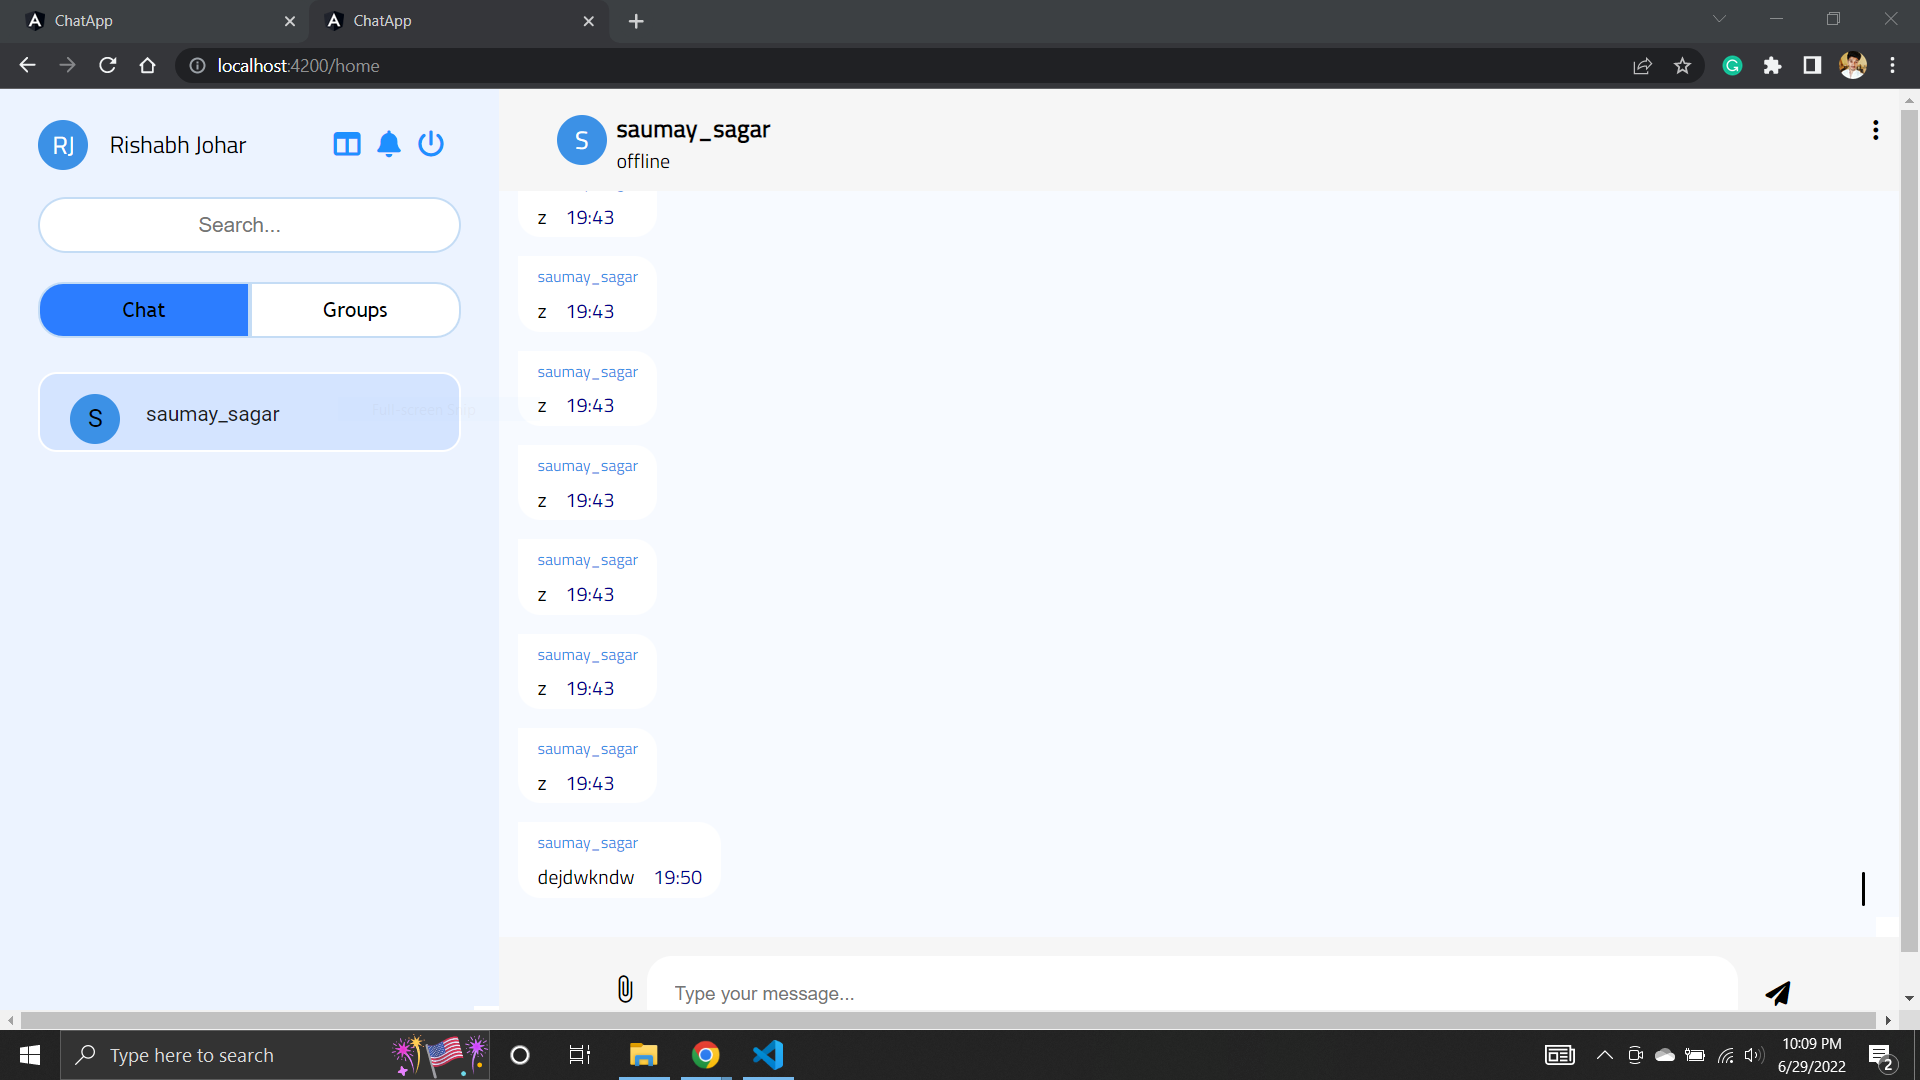 ChatApp
ChatApp
localhost:4200/home
RJ
Rishabh Johar
Search...
Chat
Groups
S
saumay_sagar
S
saumay_sagar
offline
z 19:43
saumay_sagar
z 19:43
saumay_sagar
z 19:43
saumay_sagar
z 19:43
saumay_sagar
z 19:43
saumay_sagar
z 19:43
saumay_sagar
z 19:43
saumay_sagar
dejdwkndw 19:50
Type your message...
Type here to search
10:09 PM
6/29/2022
2